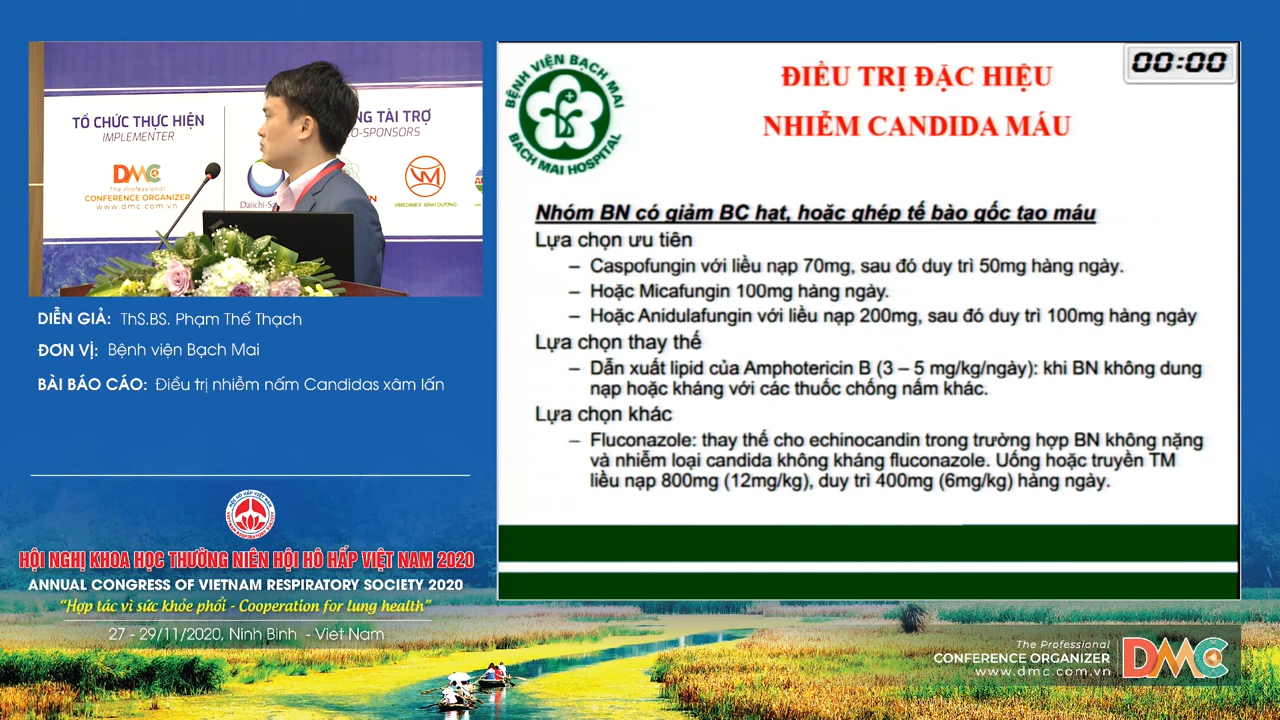 TỔ CHỨC THỰC HIỆN
IMPLEMENTER
DMC
The Professional
CONFERENCE ORGANIZER
www.dmc.com.vn
NG TÀI TRỢ
O-SPONSORS
VIMEDIMEX BÌNH DƯƠNG
DIỄN GIẢ: ThS.BS. Phạm Thế Thạch
ĐƠN VỊ: Bệnh viện Bạch Mai
BÀI BÁO CÁO: Điều trị nhiễm nấm Candidas xâm lấn
HỘI HÔ HẤP VIỆT NAM
VIETNAM RESPIRATORY SOCIETY
HỘI NGHỊ KHOA HỌC THƯỜNG NIÊN HỘI HÔ HẤP VIỆT NAM 2020
ANNUAL CONGRESS OF VIETNAM RESPIRATORY SOCIETY 2020
“Hợp tác vì sức khỏe phổi - Cooperation for lung health”
27 - 29/11/2020, Ninh Bình - Việt Nam
BỆNH VIỆN BẠCH MAI
BACH MAI HOSPITAL
00:00
ĐIỀU TRỊ ĐẶC HIỆU
NHIỄM CANDIDA MÁU
Nhóm BN có giảm BC hạt, hoặc ghép tế bào gốc tạo máu
Lựa chọn ưu tiên
– Caspofungin với liều nạp 70mg, sau đó duy trì 50mg hàng ngày.
– Hoặc Micafungin 100mg hàng ngày.
– Hoặc Anidulafungin với liều nạp 200mg, sau đó duy trì 100mg hàng ngày
Lựa chọn thay thế
– Dẫn xuất lipid của Amphotericin B (3 – 5 mg/kg/ngày): khi BN không dung
nạp hoặc kháng với các thuốc chống nấm khác.
Lựa chọn khác
– Fluconazole: thay thế cho echinocandin trong trường hợp BN không nặng
và nhiễm loại candida không kháng fluconazole. Uống hoặc truyền TM
liều nạp 800mg (12mg/kg), duy trì 400mg (6mg/kg) hàng ngày.
The Professional
CONFERENCE ORGANIZER
www.dmc.com.vn
DMC